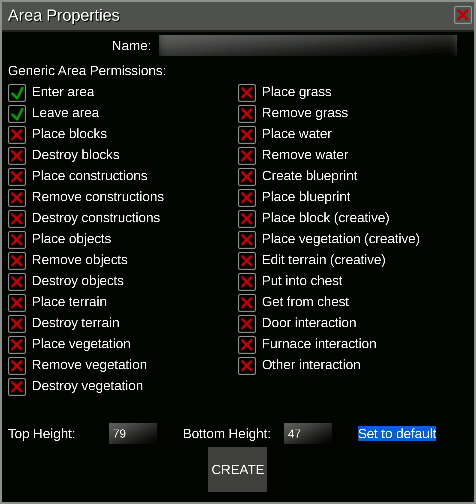 Area Properties
Name:
Generic Area Permissions:
Enter area
Leave area
Place blocks
Destroy blocks
Place constructions
Remove constructions
Destroy constructions
Place objects
Remove objects
Destroy objects
Place terrain
Destroy terrain
Place vegetation
Remove vegetation
Destroy vegetation
Place grass
Remove grass
Place water
Remove water
Create blueprint
Place blueprint
Place block (creative)
Place vegetation (creative)
Edit terrain (creative)
Put into chest
Get from chest
Door interaction
Furnace interaction
Other interaction
Top Height: 79 Bottom Height: 47 Set to default
CREATE